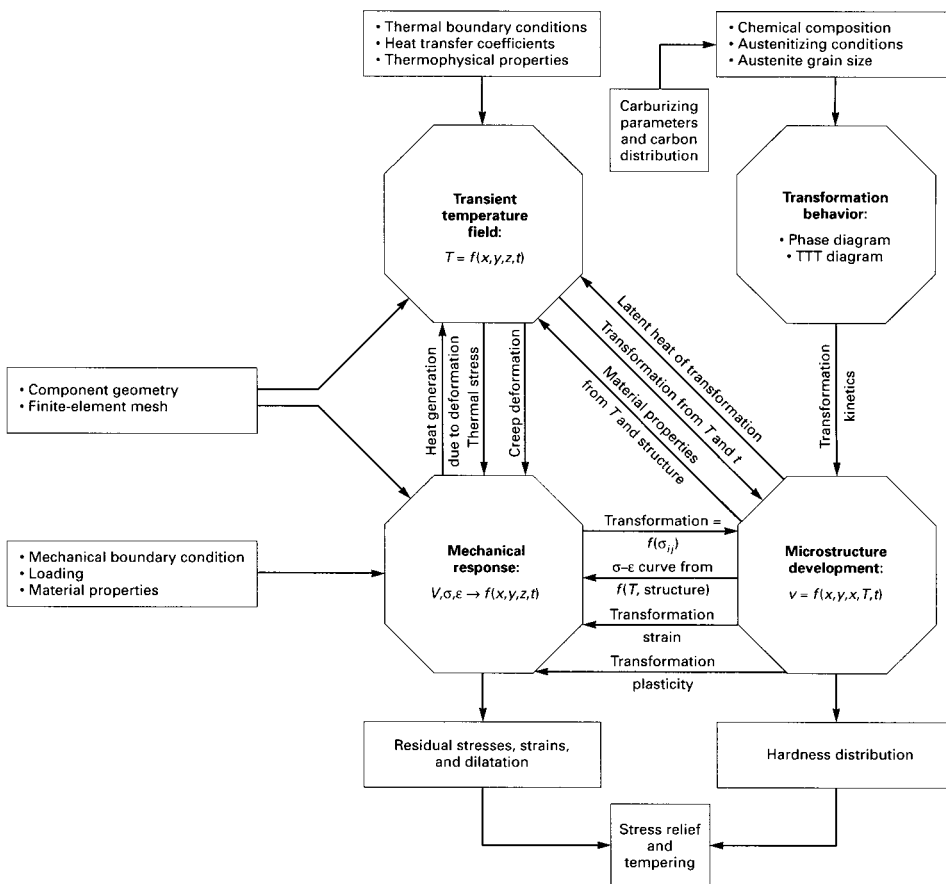 • Thermal boundary conditions
• Heat transfer coefficients
• Thermophysical properties
• Chemical composition
• Austenitizing conditions
• Austenite grain size
Carburizing
parameters
and carbon
distribution
Transient
temperature
field:
T = f(x,y,z,t)
Transformation
behavior:
• Phase diagram
• TTT diagram
• Component geometry
• Finite-element mesh
Heat generation
due to deformation
Thermal stress
Creep deformation
Latent heat of transformation
Transformation from T and t
Material properties
from T and structure
Transformation
kinetics
• Mechanical boundary condition
• Loading
• Material properties
Mechanical
response:
V,σ,ε → f(x,y,z,t)
Transformation =
f(σij)
σ–ε curve from
f(T, structure)
Transformation
strain
Transformation
plasticity
Microstructure
development:
v = f(x,y,x,T,t)
Residual stresses, strains,
and dilatation
Hardness distribution
Stress relief
and
tempering